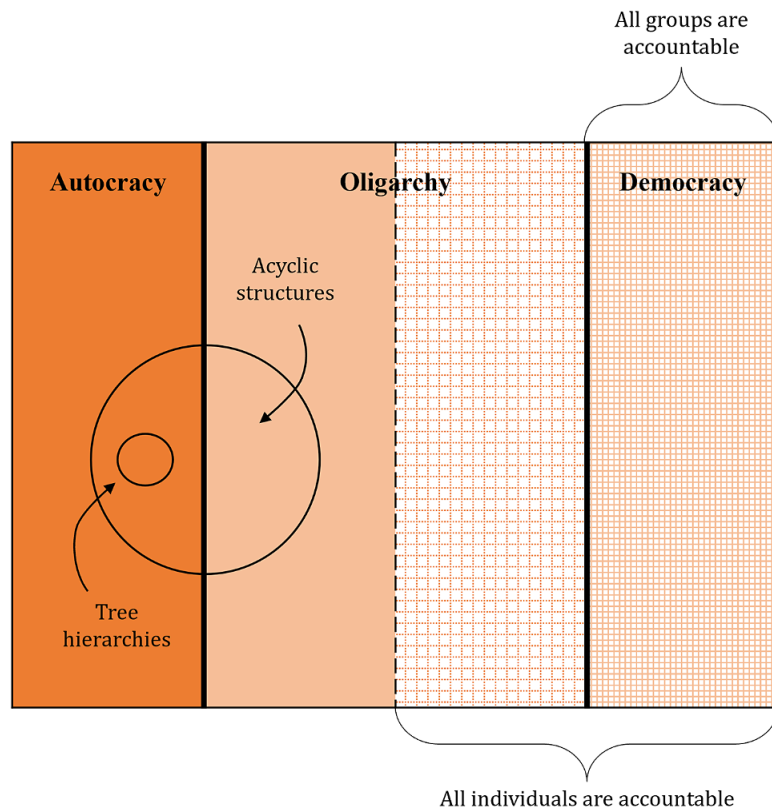 All groups are
accountable
Autocracy
Oligarchy
Democracy
Acyclic
structures
Tree
hierarchies
All individuals are accountable